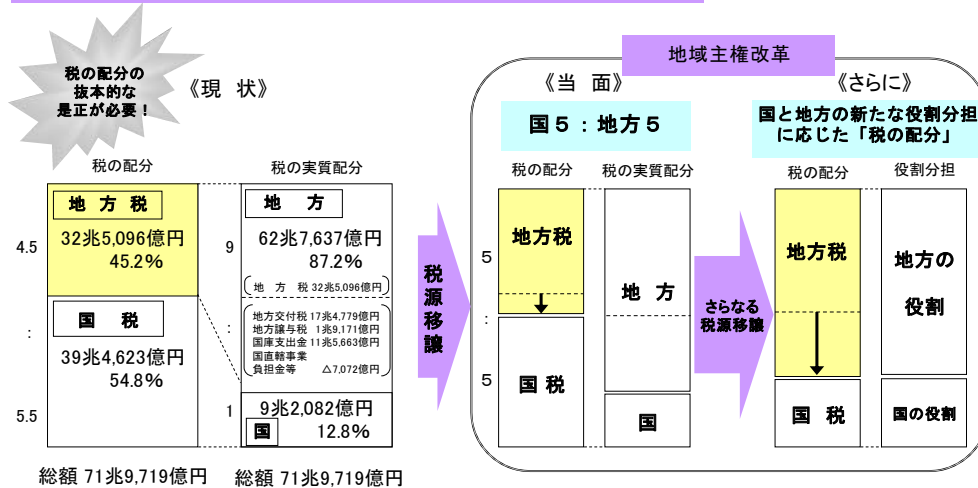 税の配分の
抜本的な
是正が必要！
《現 状》
税の配分
税の実質配分
地 方 税
32兆5,096億円
45.2%
国 税
39兆4,623億円
54.8%
4.5
:
5.5
地 方
62兆7,637億円
87.2%
地 方 税 32兆5,096億円
地方交付税 17兆4,779億円
地方譲与税 1兆9,171億円
国庫支出金 11兆5,663億円
国直轄事業
負担金等 △7,072億円
9兆2,082億円
国 12.8%
9
:
1
総額 71兆9,719億円
総額 71兆9,719億円
税源移譲
地域主権改革
《当 面》
国５：地方５
税の配分
税の実質配分
5
:
5
地方税
国 税
地 方
国
さらなる
税源移譲
《さらに》
国と地方の新たな役割分担
に応じた「税の配分」
税の配分
役割分担
地方税
国 税
地方の
役割
国の役割